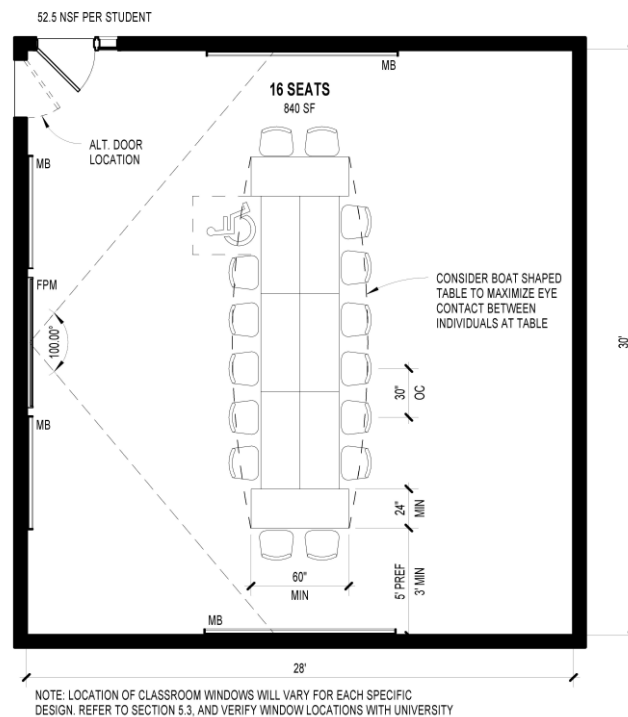 52.5 NSF PER STUDENT
MB
16 SEATS
840 SF
ALT. DOOR
LOCATION
MB
FPM
100.00°
MB
CONSIDER BOAT SHAPED
TABLE TO MAXIMIZE EYE
CONTACT BETWEEN
INDIVIDUALS AT TABLE
30'
30"
OC
24"
MIN
60"
MIN
5' PREF
3' MIN
MB
28'
NOTE: LOCATION OF CLASSROOM WINDOWS WILL VARY FOR EACH SPECIFIC
DESIGN. REFER TO SECTION 5.3, AND VERIFY WINDOW LOCATIONS WITH UNIVERSITY